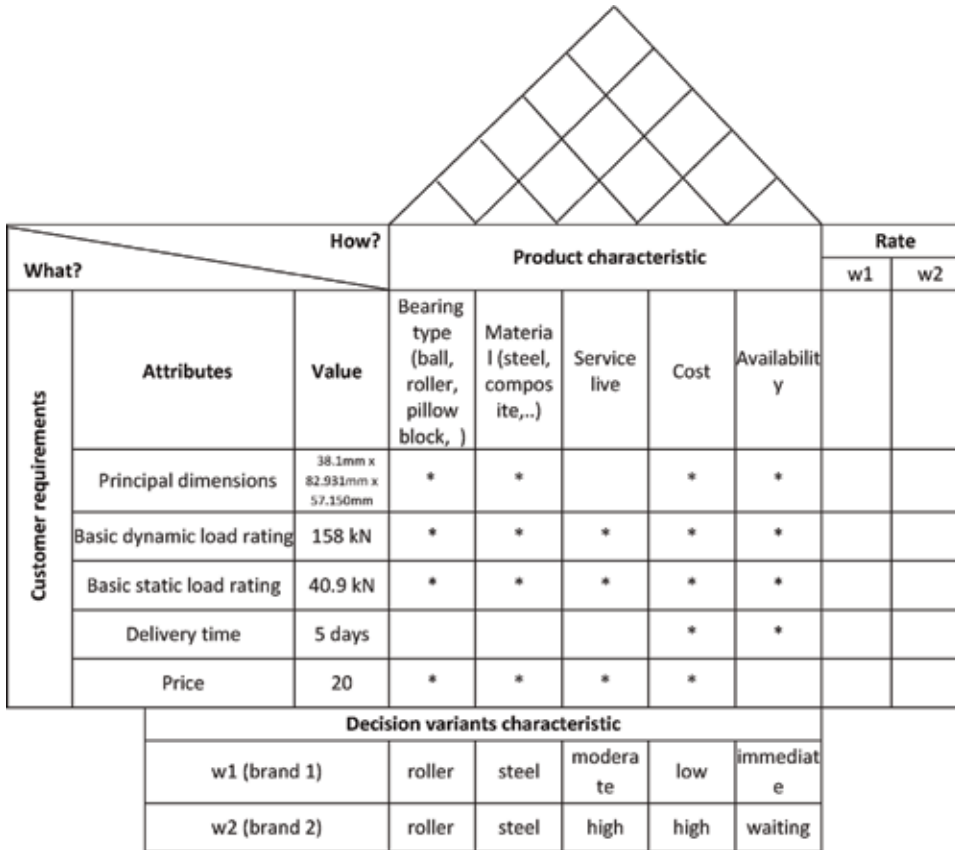 How?
What?
Product characteristic
Rate
w1
w2
Customer requirements
Attributes
Value
Bearing
type
(ball,
roller,
pillow
block, )
Materia
l (steel,
compos
ite,..)
Service
live
Cost
Availabilit
y
Principal dimensions
38.1mm x
82.931mm x
57.150mm
*
*
*
*
Basic dynamic load rating
158 kN
*
*
*
*
*
Basic static load rating
40.9 kN
*
*
*
*
*
Delivery time
5 days
*
*
Price
20
*
*
*
*
Decision variants characteristic
w1 (brand 1)
roller
steel
modera
te
low
immediat
e
w2 (brand 2)
roller
steel
high
high
waiting